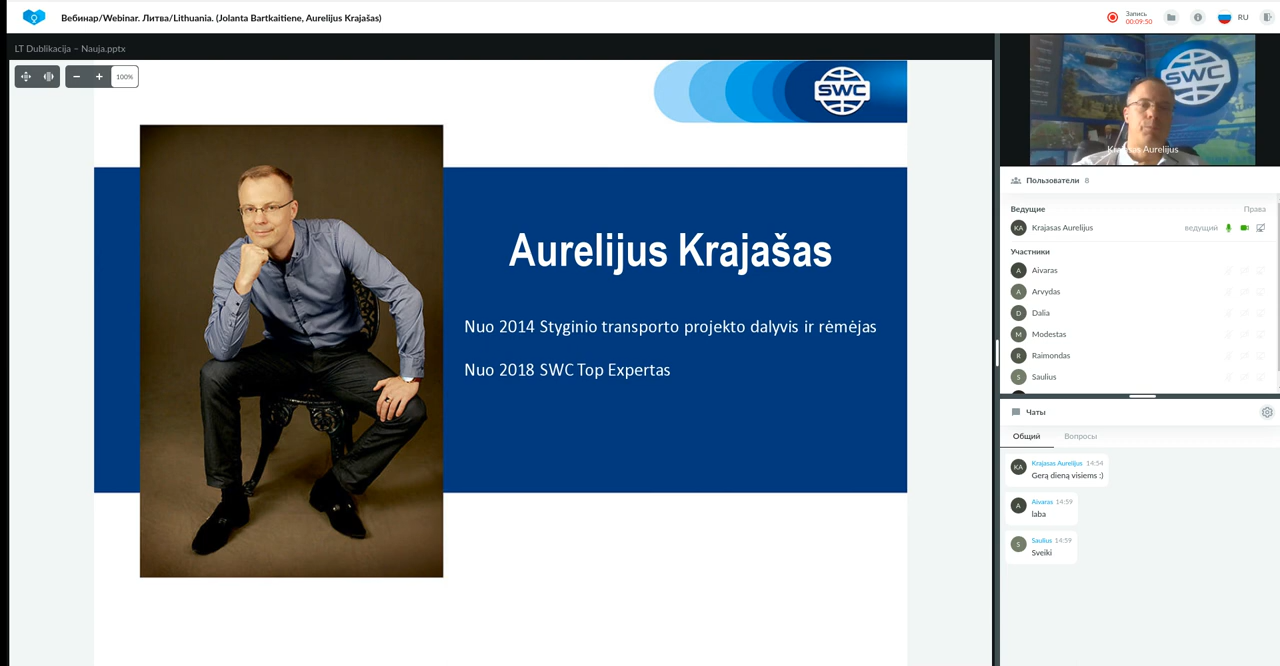 Вебинар/Webinar. Литва/Lithuania. (Jolanta Bartkaitiene, Aurelijus Krajašas)
Запись
00:09:50
RU
LT Dublikacija – Nauja.pptx
100%
SWC
Aurelijus Krajašas
Nuo 2014 Styginio transporto projekto dalyvis ir rėmėjas
Nuo 2018 SWC Top Expertas
SWC
Krajasas Aurelijus
Пользователи 8
Ведущие Права
KA Krajasas Aurelijus ведущий
Участники
A Aivaras
A Arvydas
D Dalia
M Modestas
R Raimondas
S Saulius
Чаты
Общий Вопросы
KA Krajasas Aurelijus 14:54
Gerą dieną visiems :)
A Aivaras 14:59
laba
S Saulius 14:59
Sveiki